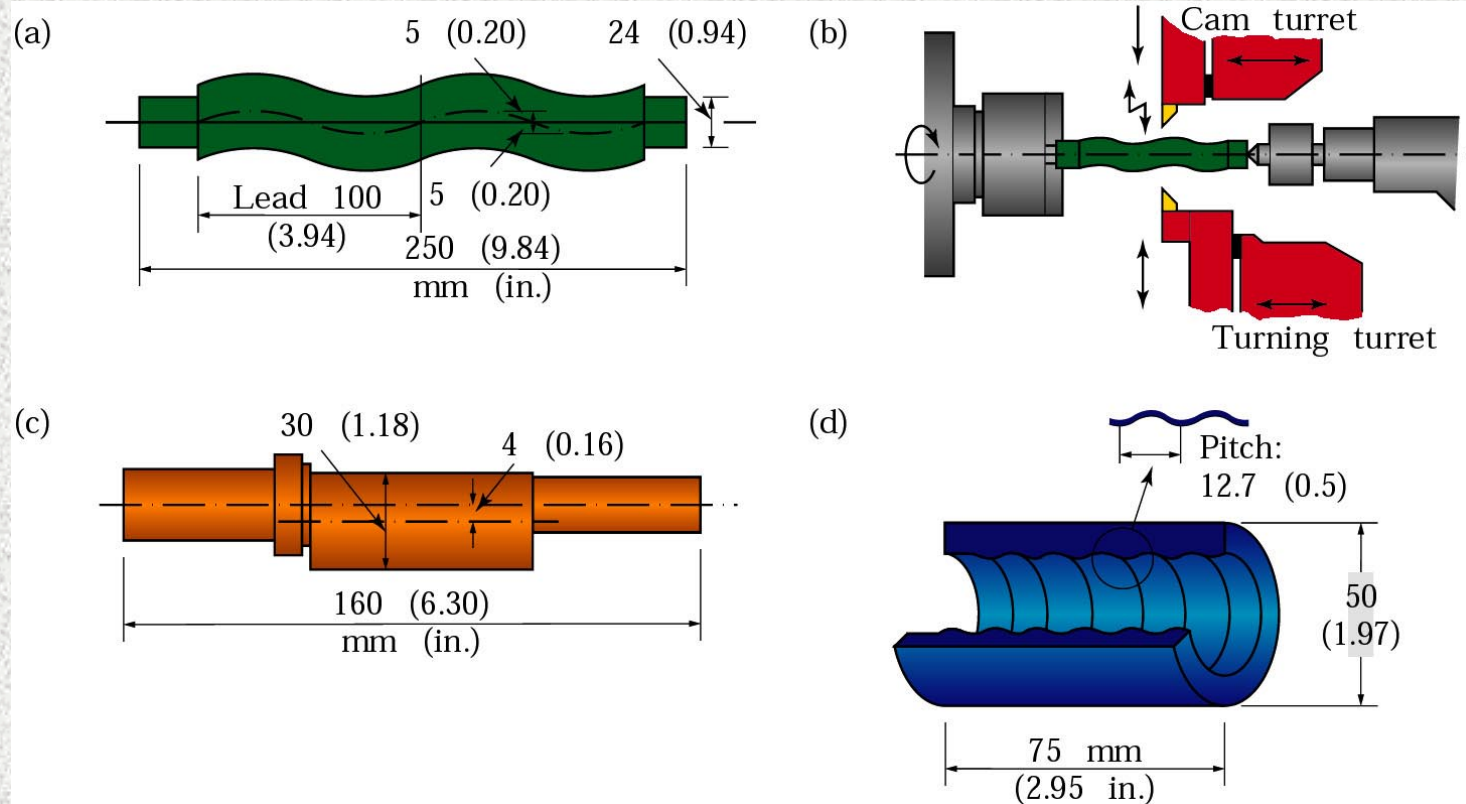 (a)
5 (0.20)
24 (0.94)
Lead 100
(3.94)
5 (0.20)
250 (9.84)
mm (in.)
(b)
Cam turret
Turning turret
(c)
30 (1.18)
4 (0.16)
160 (6.30)
mm (in.)
(d)
Pitch:
12.7 (0.5)
50
(1.97)
75 mm
(2.95 in.)